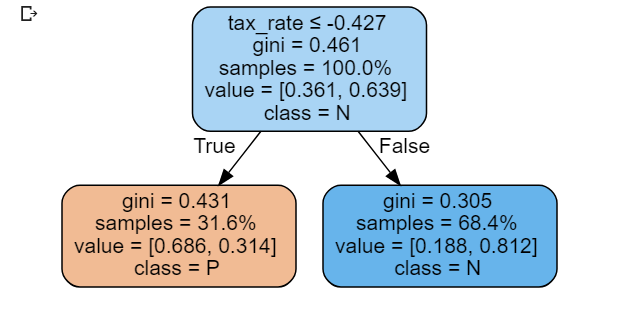 tax_rate ≤ -0.427
gini = 0.461
samples = 100.0%
value = [0.361, 0.639]
class = N
True
False
gini = 0.431
samples = 31.6%
value = [0.686, 0.314]
class = P
gini = 0.305
samples = 68.4%
value = [0.188, 0.812]
class = N